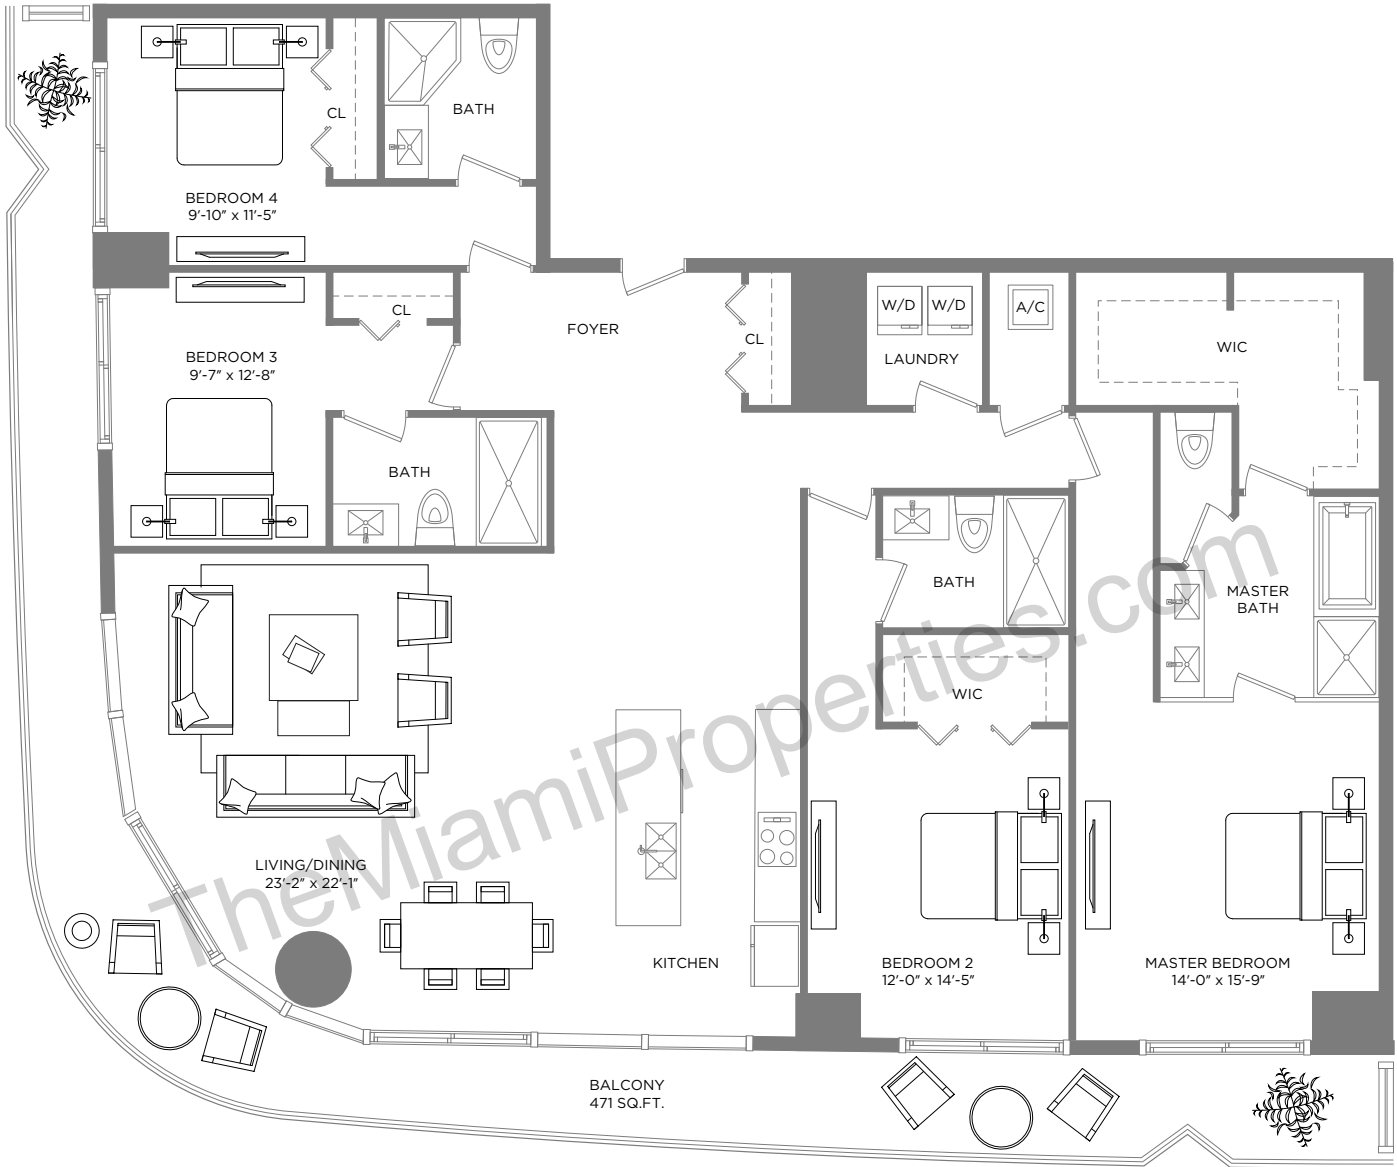 BATH
CL
BEDROOM 4
9'-10" x 11'-5"
CL
FOYER
BEDROOM 3
9'-7" x 12'-8"
CL
W/D
W/D
A/C
LAUNDRY
WIC
BATH
BATH
MASTER
BATH
WIC
LIVING/DINING
23'-2" x 22'-1"
KITCHEN
BEDROOM 2
12'-0" x 14'-5"
MASTER BEDROOM
14'-0" x 15'-9"
BALCONY
471 SQ.FT.
TheMiamiProperties.com